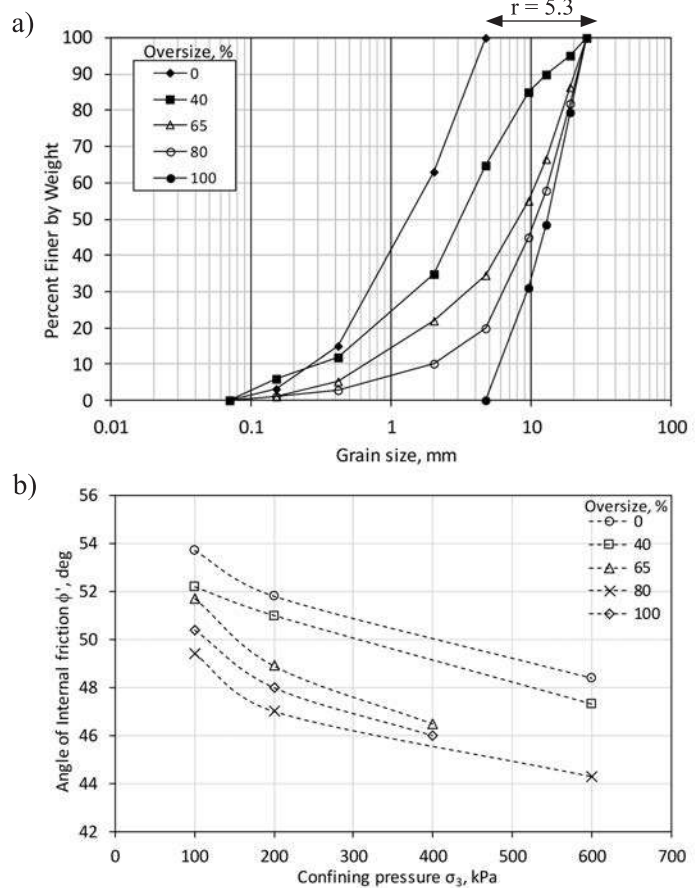 r = 5.3
a)
Oversize, %
0
40
65
80
100
100
90
80
70
60
50
40
30
20
10
0
Percent Finer by Weight
0.01 0.1 1 10 100
Grain size, mm
b)
56
54
52
50
48
46
44
42
Angle of Internal friction ϕ', deg
Oversize, %
0
40
65
80
100
0 100 200 300 400 500 600 700
Confining pressure σ₃, kPa